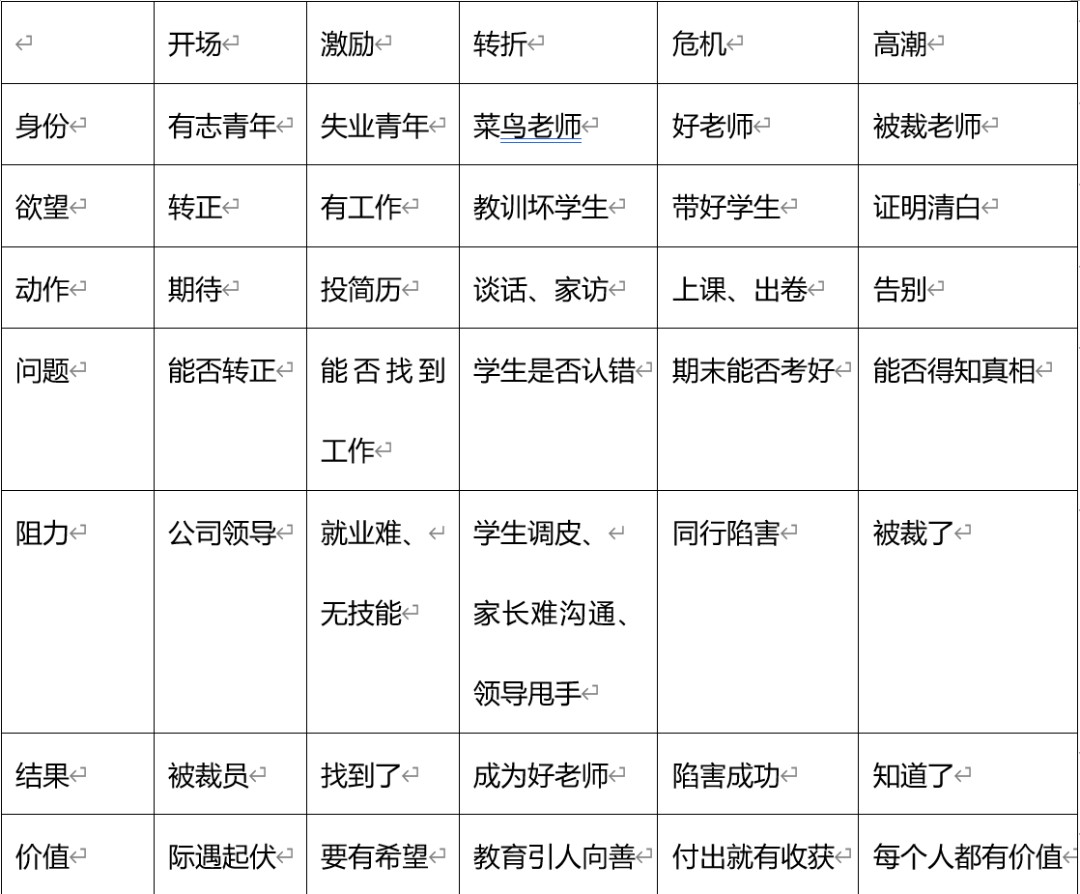 开场 激励 转折 危机 高潮
身份 有志青年 失业青年 菜鸟老师 好老师 被裁老师
欲望 转正 有工作 教训坏学生 带好学生 证明清白
动作 期待 投简历 谈话、家访 上课、出卷 告别
问题 能否转正 能否找到 学生是否认错 期末能否考好 能否得知真相
工作
阻力 公司领导 就业难、 学生调皮、 同行陷害 被裁了
无技能 家长难沟通、
领导甩手
结果 被裁员 找到了 成为好老师 陷害成功 知道了
价值 际遇起伏 要有希望 教育引人向善 付出就有收获 每个人都有价值